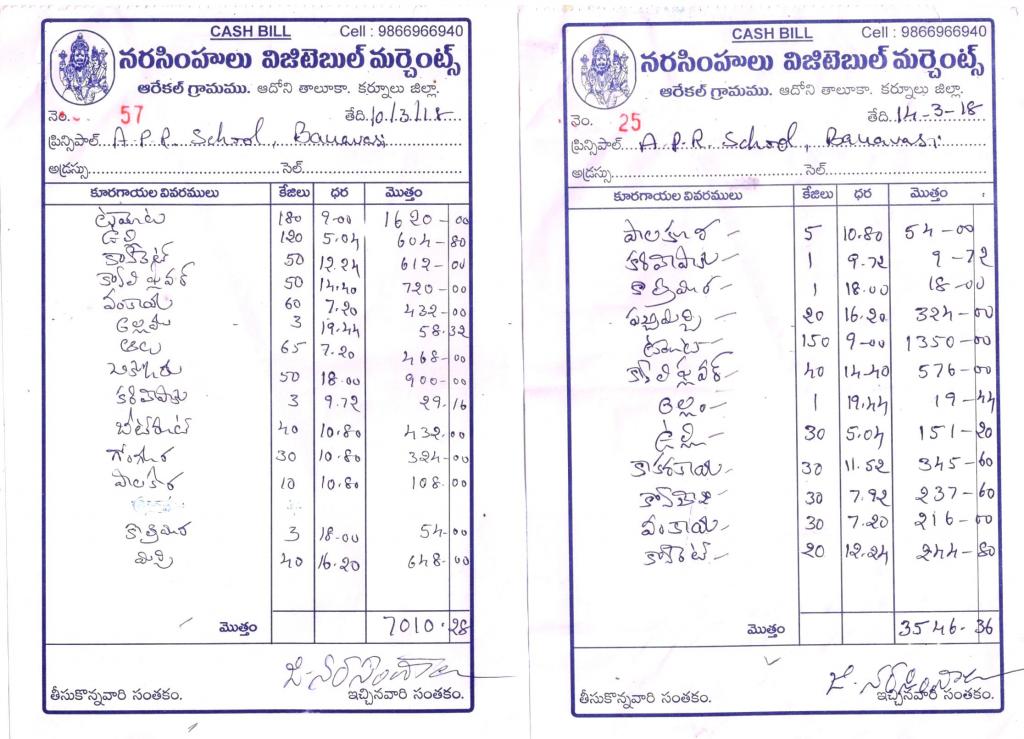 CASH BILL Cell : 9866966940
నరసింహులు విజిటెబుల్ మర్చెంట్స్
ఆరేకల్ గ్రామము. ఆదోని తాలూకా. కర్నూలు జిల్లా.
నెం. 57 తేది. 10/3/18
ప్రిన్సిపాల్ A.P.R. School, Banavasi
అడ్రస్సు సెల్
కూరగాయల వివరములు కేజిలు ధర మొత్తం
టమోట 180 9-00 1620-00
ఉల్లి 120 5.04 604-80
క్యారెట్ 50 12.24 612-00
క్యాలి ఫ్లవర్ 50 14.40 720-00
వంకాయ 60 7.20 432-00
అల్లము 3 19.44 58.32
ఆలు 65 7.20 468-00
50 18-00 900-00
కరివేపాకు 3 9.72 29.16
బీట్‌రూట్ 40 10.80 432.00
గోంగూర 30 10.80 324-00
పాలకూర 10 10.80 108.00
కొత్తిమిర 3 18-00 54-00
మిర్చి 40 16.20 648.00
మొత్తం 7010.28
తీసుకొన్నవారి సంతకం. ఇచ్చినవారి సంతకం.
CASH BILL Cell : 9866966940
నరసింహులు విజిటెబుల్ మర్చెంట్స్
ఆరేకల్ గ్రామము. ఆదోని తాలూకా. కర్నూలు జిల్లా.
నెం. 25 తేది. 14-3-18
ప్రిన్సిపాల్ A.P.R. School, Banavasi
అడ్రస్సు సెల్
కూరగాయల వివరములు కేజిలు ధర మొత్తం
పాలకూర - 5 10.80 54-00
కరివేపాకు - 1 9.72 9-72
కొత్తిమిర - 1 18.00 18-00
పచ్చిమిర్చి - 20 16.20 324-00
టమోట - 150 9-00 1350-00
క్యాలి ఫ్లవర్ - 40 14-40 576-00
అల్లం - 1 19.44 19-44
ఉల్లి - 30 5.04 151-20
కాకరకాయ - 30 11.52 345-60
30 7.92 237-60
వంకాయ - 30 7.20 216-00
క్యారెట్ - 20 12.24 244-80
మొత్తం 3546.36
తీసుకొన్నవారి సంతకం. ఇచ్చినవారి సంతకం.